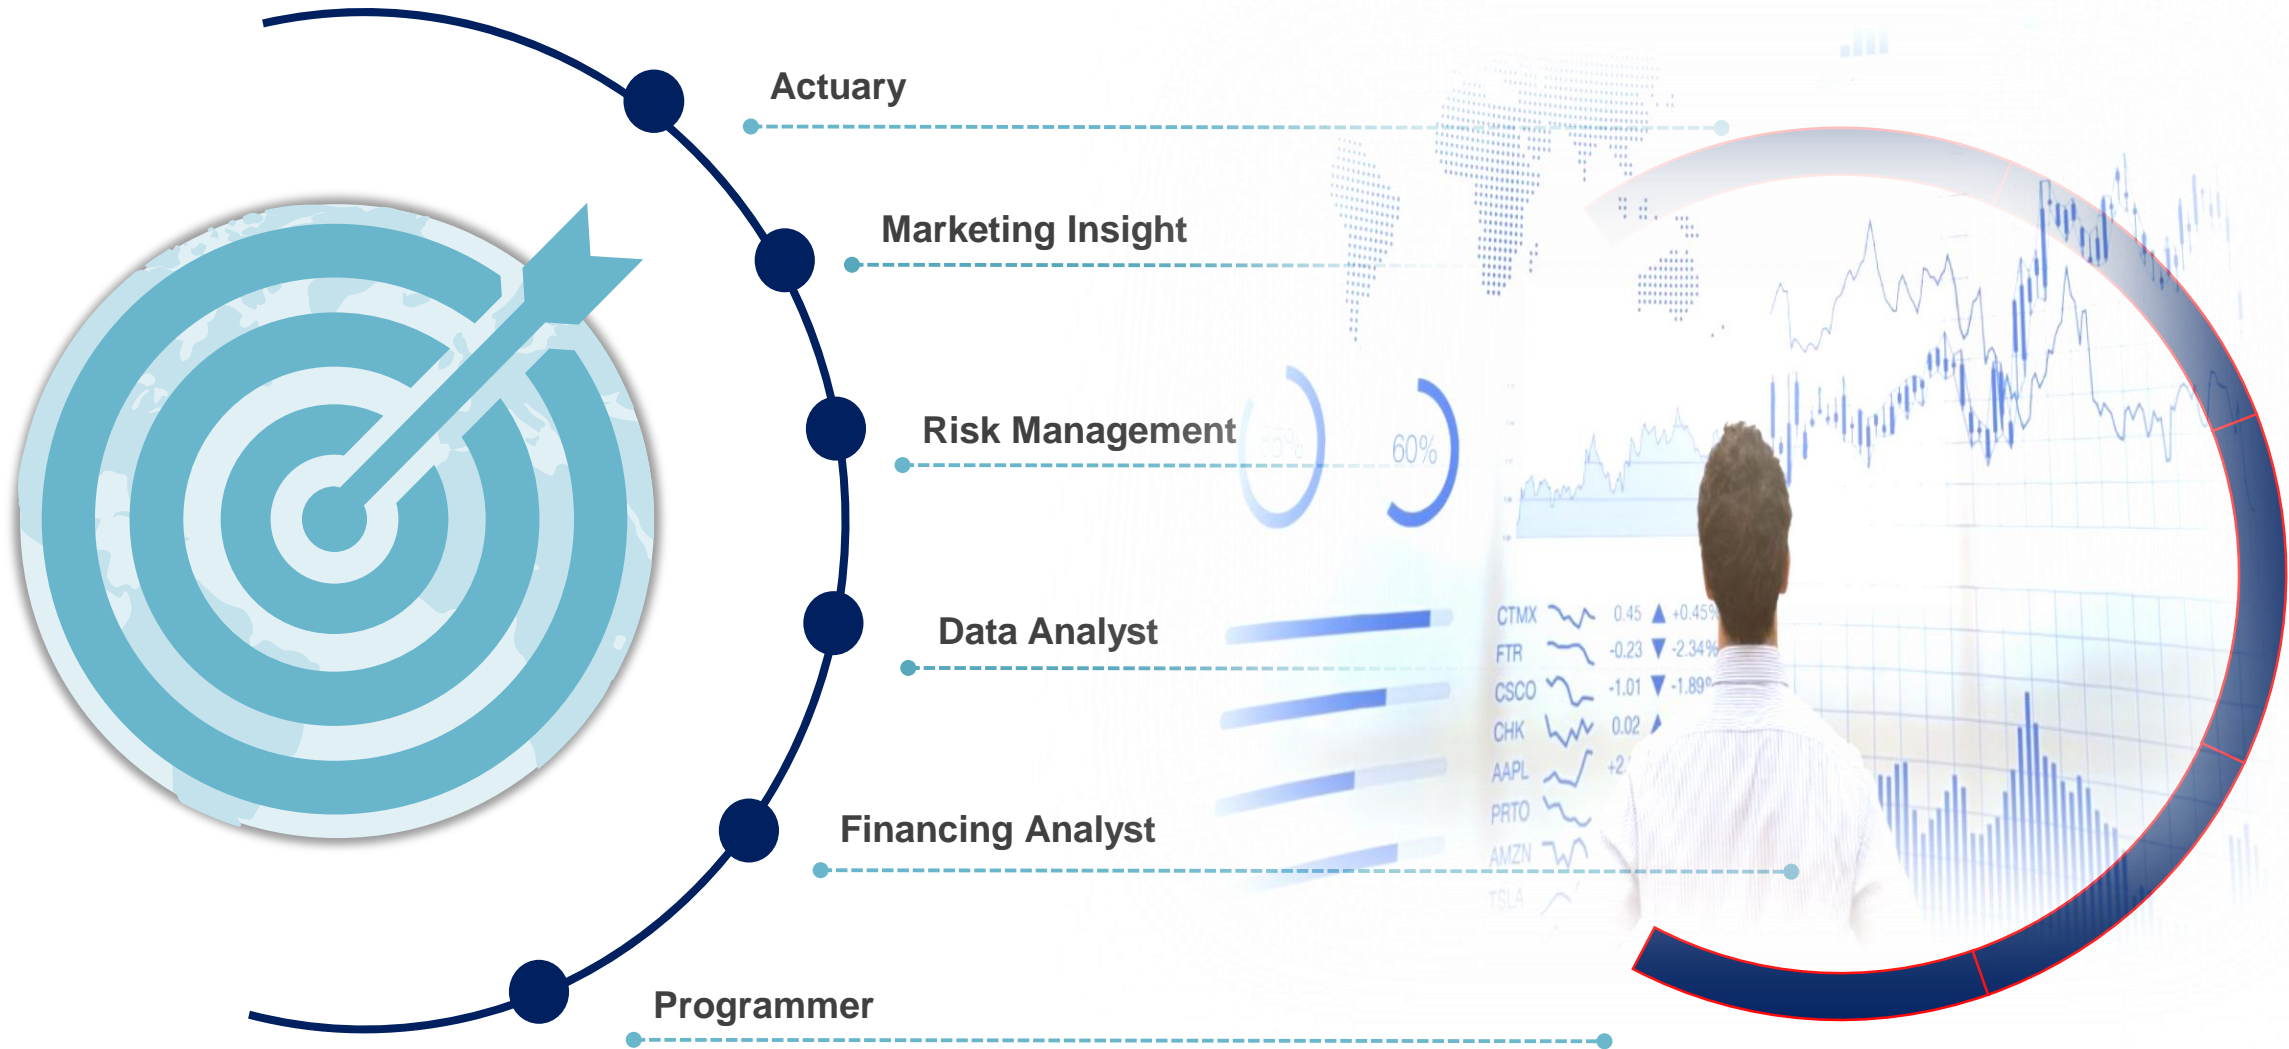 Actuary
Marketing Insight
Risk Management
60%
Data Analyst
CTMX 0.45 ▲ +0.45%
FTR -0.23 ▼ -2.34%
CSCO -1.01 ▼ -1.89%
CHK 0.02
AAPL
PRTO
Financing Analyst
AMZN
TSLA
Programmer